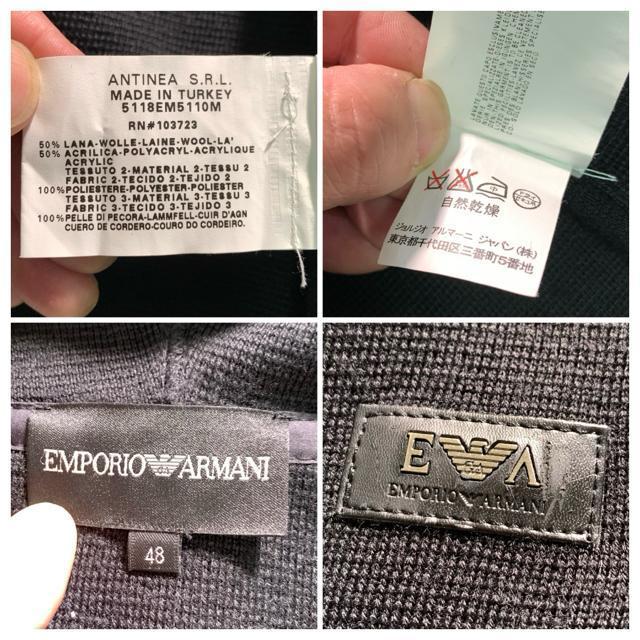 ANTINEA S.R.L.
MADE IN TURKEY
5118EM5110M
RN#103723
50% LANA-WOLLE-LAINE-WOOL-LA'
50% ACRILICA-POLYACRYL-ACRYLIQUE
ACRYLIC
TESSUTO 2-MATERIAL 2-TESSU 2
FABRIC 2-TECIDO 2-TEJIDO 2
100% POLIESTERE-POLYESTER-POLIESTER
TESSUTO 3-MATERIAL 3-TESSU 3
FABRIC 3-TECIDO 3-TEJIDO 3
100% PELLE DI PECORA-LAMMFELL-CUIR D'AGN
CUERO DE CORDERO-COURO DO CORDEIRO.
中
ドライ
自然乾燥
ジョルジオ アルマーニ ジャパン(株)
東京都千代田区三番町5番地
EMPORIO ARMANI
48
E A
EMPORIO ARMANI